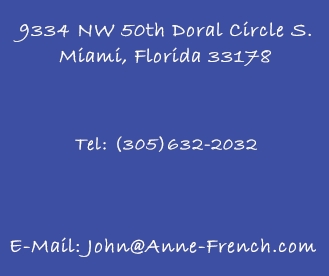 9334 NW 50th Doral Circle S.
Miami, Florida 33178
Tel: (305)632-2032
E-Mail: John@Anne-French.com